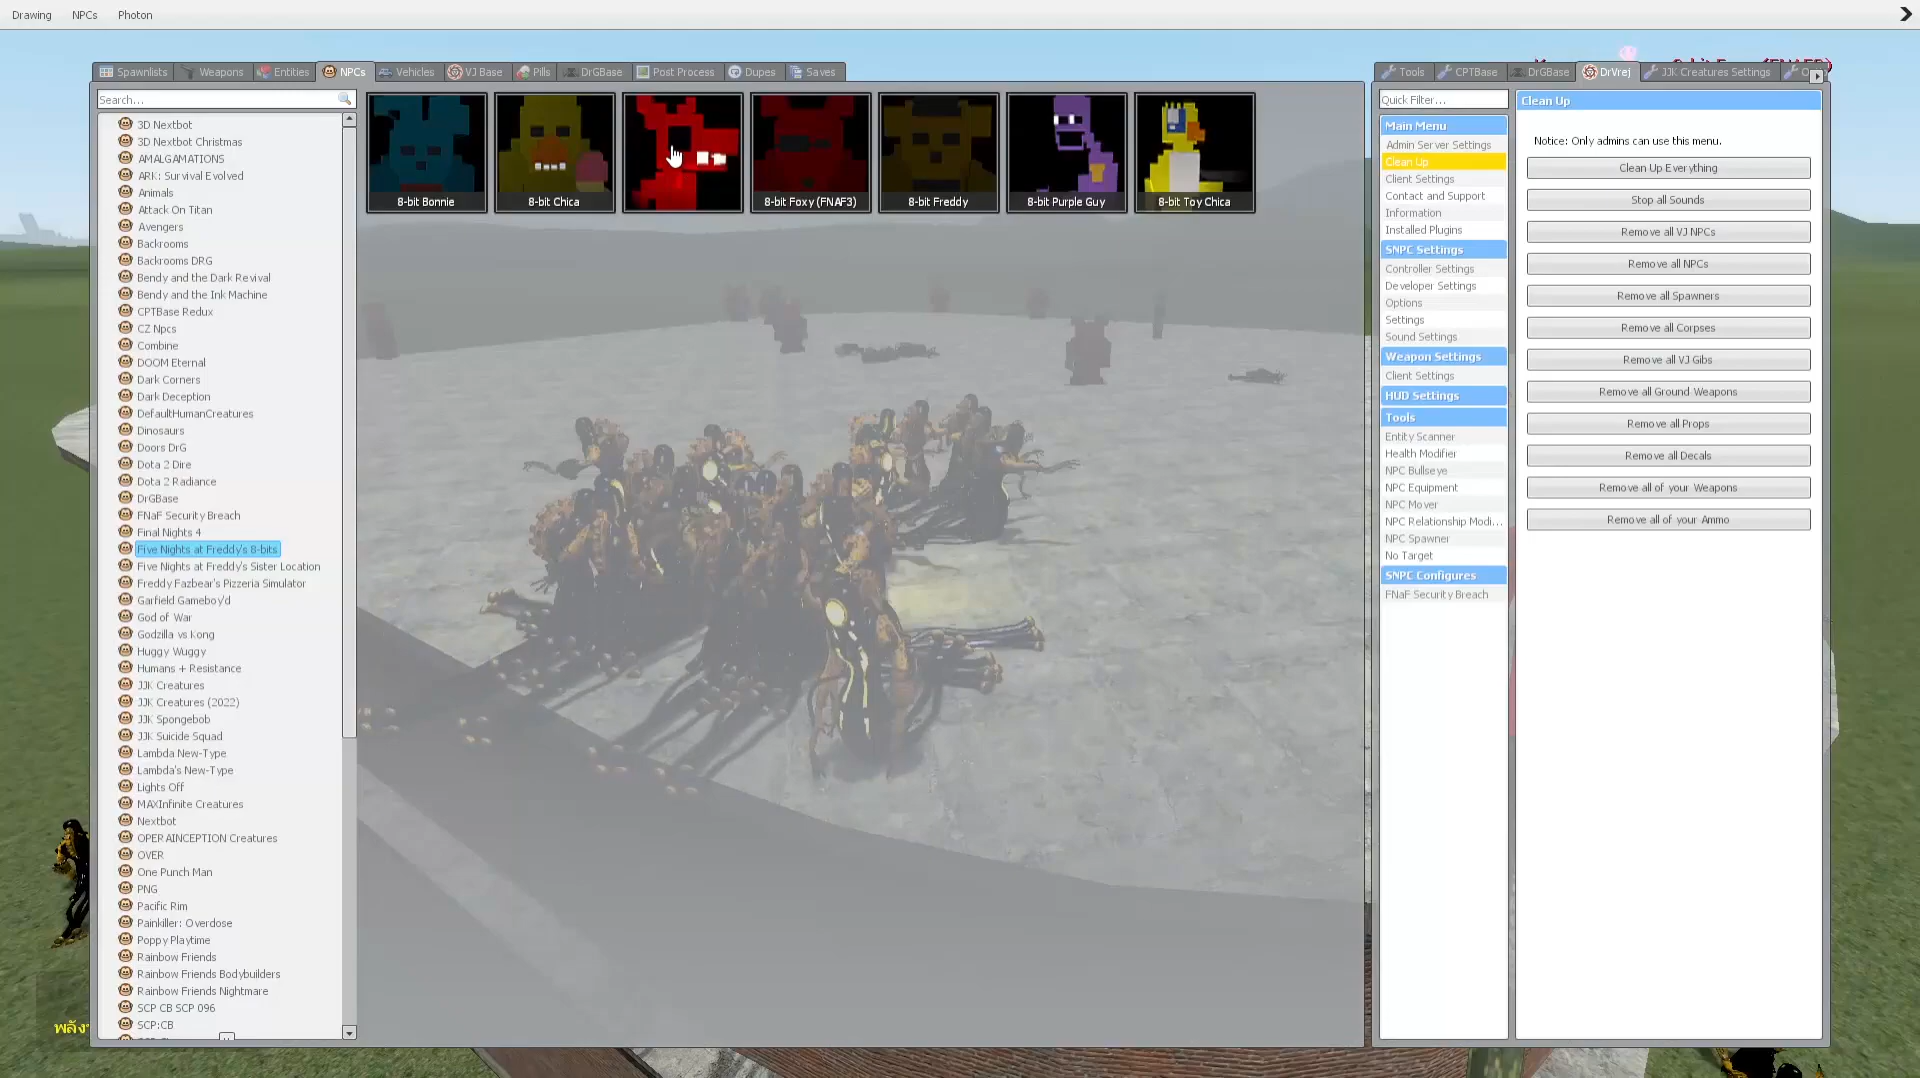 Drawing NPCs Photon
Spawnlists Weapons Entities NPCs Vehicles VJ Base Pills DrGBase Post Process Dupes Saves
Search...
3D Nextbot
3D Nextbot Christmas
AMALGAMATIONS
ARK: Survival Evolved
Animals
Attack On Titan
Avengers
Backrooms
Backrooms DRG
Bendy and the Dark Revival
Bendy and the Ink Machine
CPTBase Redux
CZ Npcs
Combine
DOOM Eternal
Dark Corners
Dark Deception
DefaultHumanCreatures
Dinosaurs
Doors DrG
Dota 2 Dire
Dota 2 Radiance
DrGBase
FNaF Security Breach
Final Nights 4
Five Nights at Freddy's 8-bits
Five Nights at Freddy's Sister Location
Freddy Fazbear's Pizzeria Simulator
Garfield Gameboy'd
God of War
Godzilla vs Kong
Huggy Wuggy
Humans + Resistance
JJK Creatures
JJK Creatures (2022)
JJK Spongebob
JJK Suicide Squad
Lambda New-Type
Lambda's New-Type
Lights Off
MAXInfinite Creatures
Nextbot
OPERAINCEPTION Creatures
OVER
One Punch Man
PNG
Pacific Rim
Painkiller: Overdose
Poppy Playtime
Rainbow Friends
Rainbow Friends Bodybuilders
Rainbow Friends Nightmare
SCP CB SCP 096
SCP:CB
8-bit Bonnie
8-bit Chica
8-bit Foxy (FNAF3)
8-bit Freddy
8-bit Purple Guy
8-bit Toy Chica
Tools CPTBase DrGBase DrVrej JJK Creatures Settings
Quick Filter...
Main Menu
Admin Server Settings
Clean Up
Client Settings
Contact and Support
Information
Installed Plugins
SNPC Settings
Controller Settings
Developer Settings
Options
Settings
Sound Settings
Weapon Settings
Client Settings
HUD Settings
Tools
Entity Scanner
Health Modifier
NPC Bullseye
NPC Equipment
NPC Mover
NPC Relationship Modi...
NPC Spawner
No Target
SNPC Configures
FNaF Security Breach
Clean Up
Notice: Only admins can use this menu.
Clean Up Everything
Stop all Sounds
Remove all VJ NPCs
Remove all NPCs
Remove all Spawners
Remove all Corpses
Remove all VJ Gibs
Remove all Ground Weapons
Remove all Props
Remove all Decals
Remove all of your Weapons
Remove all of your Ammo